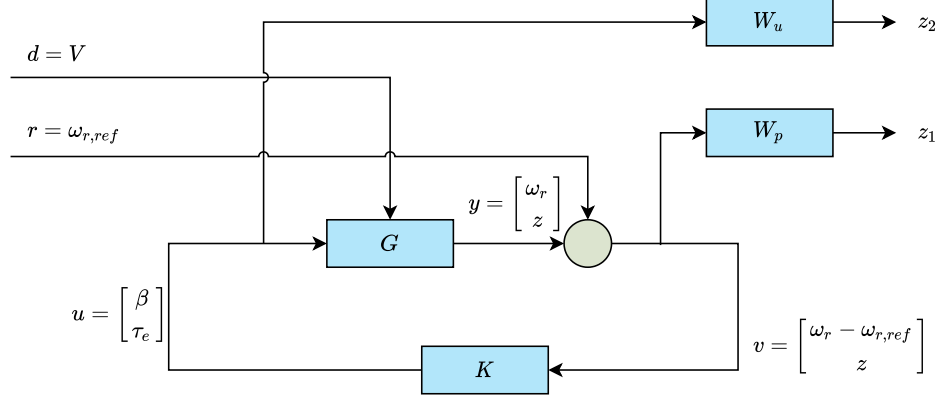 W_u
z_2
d = V
W_p
z_1
r = ω_{r,ref}
y = [ω_r
z]
G
u = [β
τ_e]
v = [ω_r − ω_{r,ref}
z]
K